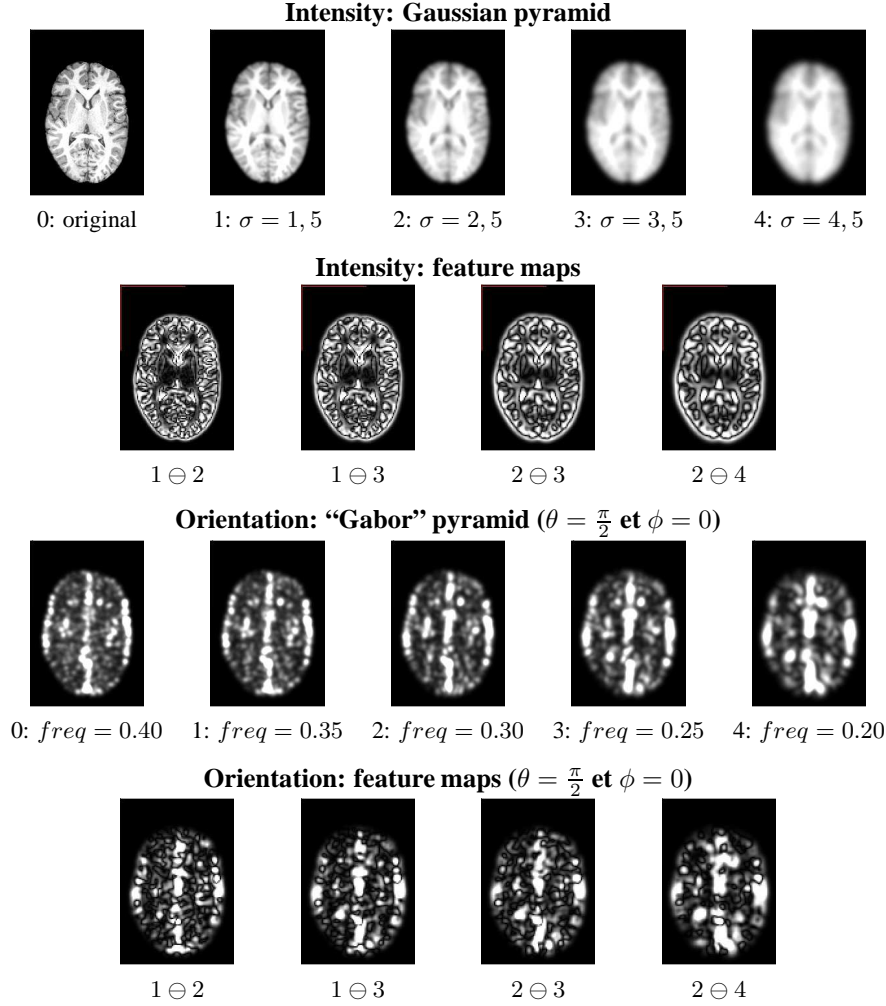 Intensity: Gaussian pyramid
0: original 1: σ = 1, 5 2: σ = 2, 5 3: σ = 3, 5 4: σ = 4, 5
Intensity: feature maps
1 ⊖ 2 1 ⊖ 3 2 ⊖ 3 2 ⊖ 4
Orientation: “Gabor” pyramid (θ = π/2 et ϕ = 0)
0: freq = 0.40 1: freq = 0.35 2: freq = 0.30 3: freq = 0.25 4: freq = 0.20
Orientation: feature maps (θ = π/2 et ϕ = 0)
1 ⊖ 2 1 ⊖ 3 2 ⊖ 3 2 ⊖ 4